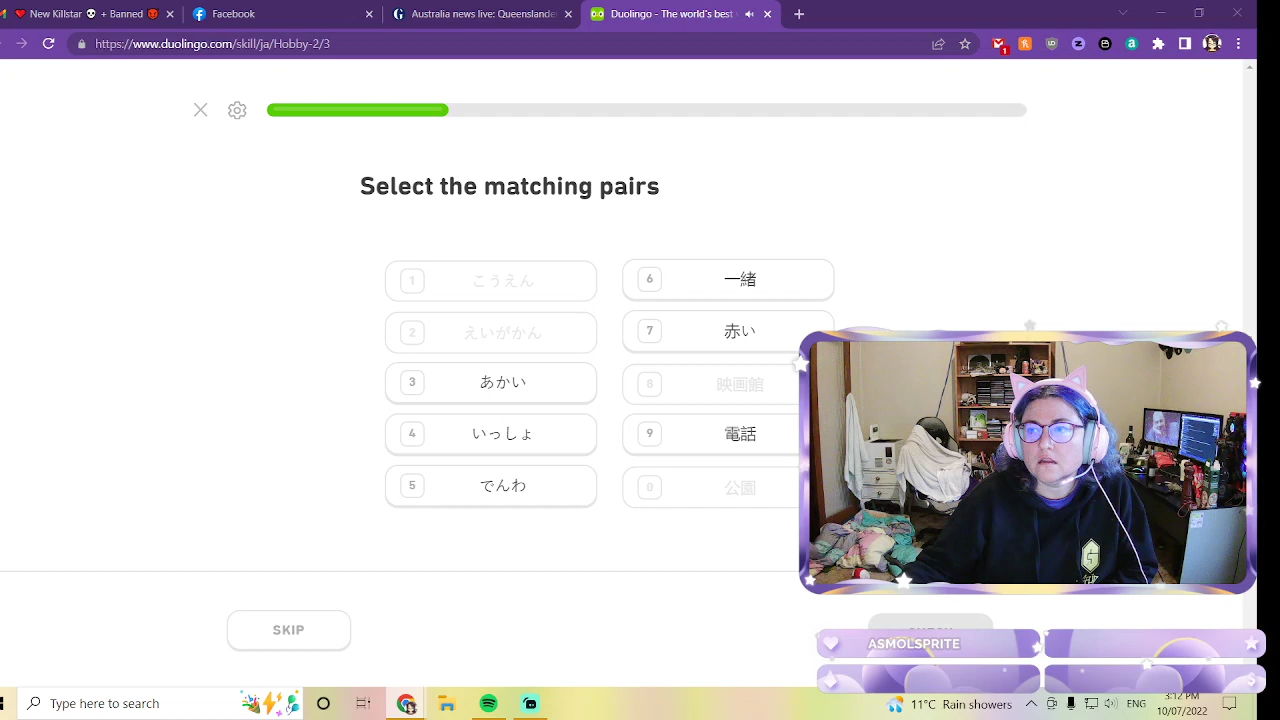 New Killstar 💀 + Banned 👹
Facebook
Australia news live: Queenslande
Duolingo - The world's best
https://www.duolingo.com/skill/ja/Hobby-2/3
1
Select the matching pairs
1 こうえん
6 一緒
2 えいがかん
7 赤い
3 あかい
8 映画館
4 いっしょ
9 電話
5 でんわ
0 公園
SKIP
ASMOLSPRITE
Type here to search
11°C Rain showers
ENG
3:12 PM
10/07/2022